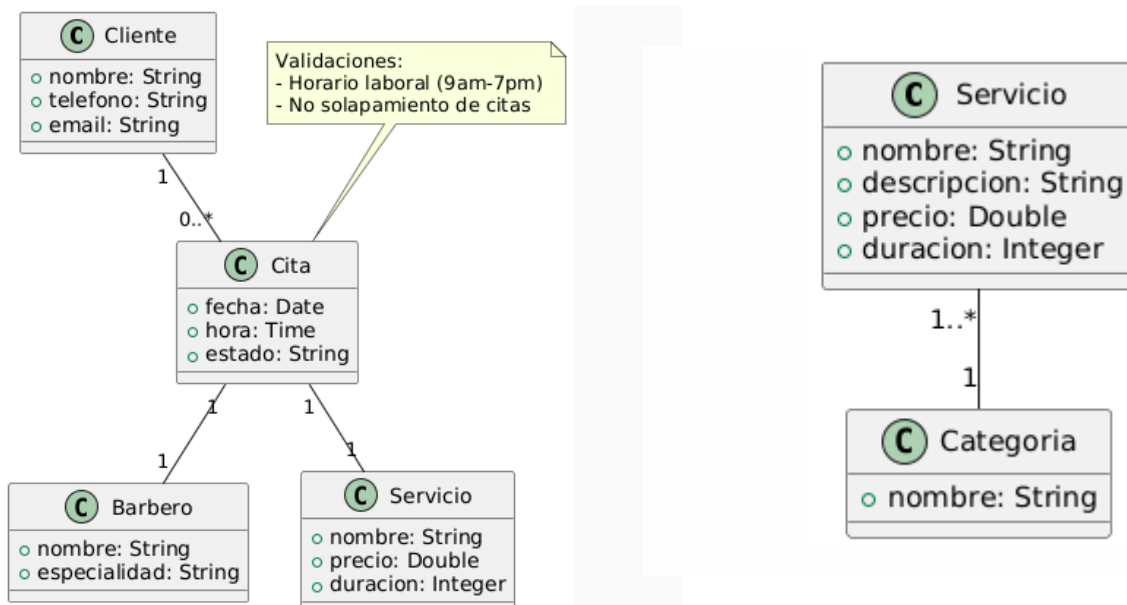 C Cliente
nombre: String
telefono: String
email: String
Validaciones:
- Horario laboral (9am-7pm)
- No solapamiento de citas
1
0..*
C Cita
fecha: Date
hora: Time
estado: String
1
1
1
1
C Barbero
nombre: String
especialidad: String
C Servicio
nombre: String
precio: Double
duracion: Integer
C Servicio
nombre: String
descripcion: String
precio: Double
duracion: Integer
1..*
1
C Categoria
nombre: String